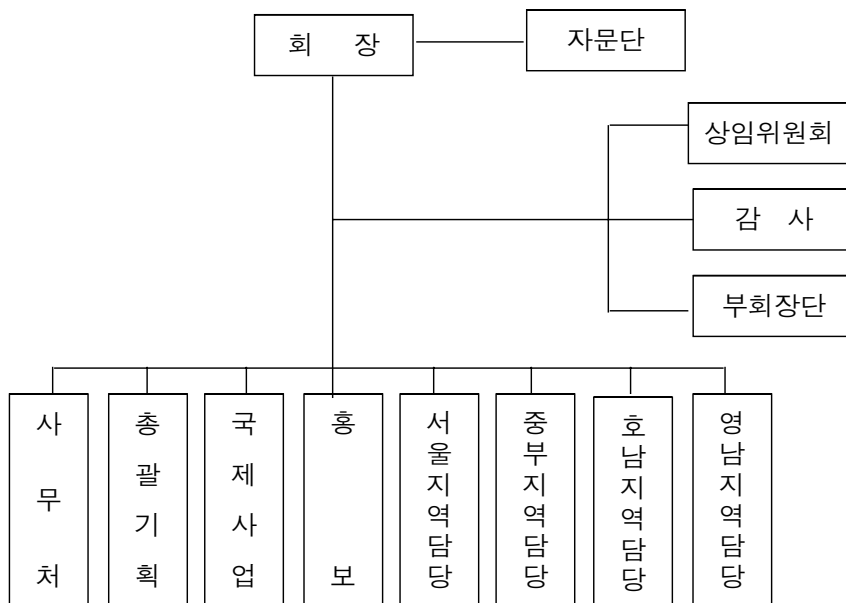 회 장
자문단
상임위원회
감 사
부회장단
사무처
총괄기획
국제사업
홍보
서울지역담당
중부지역담당
호남지역담당
영남지역담당